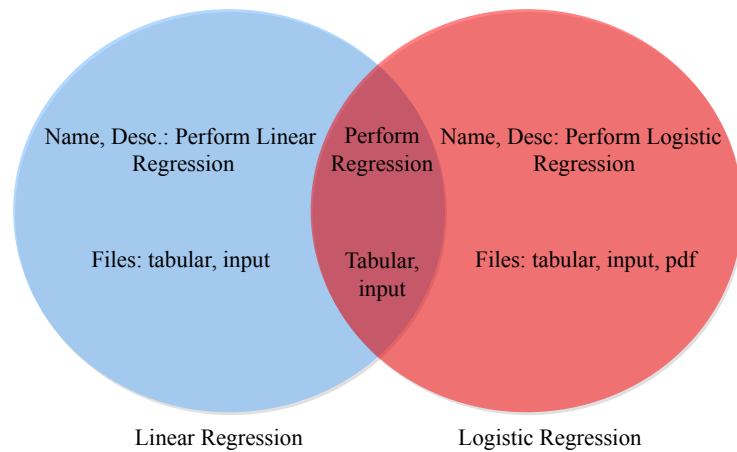 Name, Desc.: Perform Linear
Regression
Perform
Regression
Name, Desc: Perform Logistic
Regression
Files: tabular, input
Tabular,
input
Files: tabular, input, pdf
Linear Regression
Logistic Regression